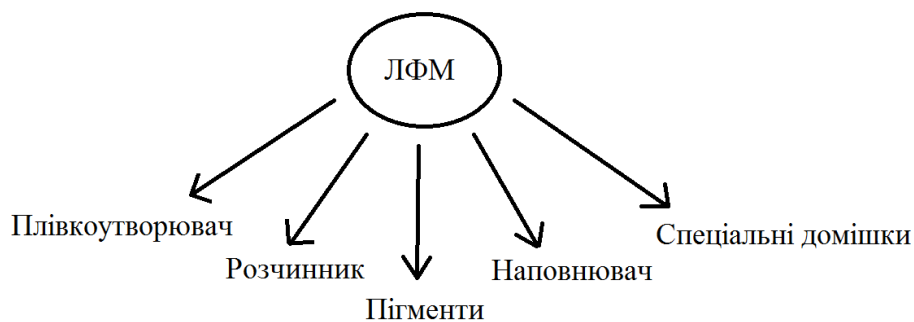 ЛФМ
Плівкоутворювач
Розчинник
Пігменти
Наповнювач
Спеціальні домішки